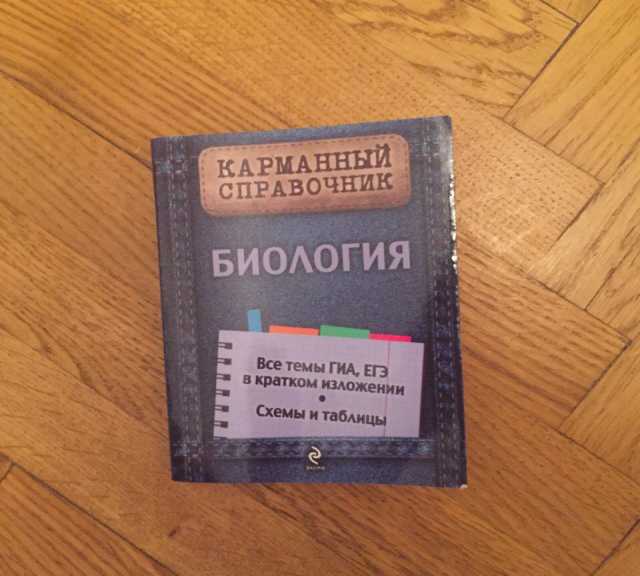 КАРМАННЫЙ
СПРАВОЧНИК
БИОЛОГИЯ
Все темы ГИА, ЕГЭ
в кратком изложении
•
Схемы и таблицы